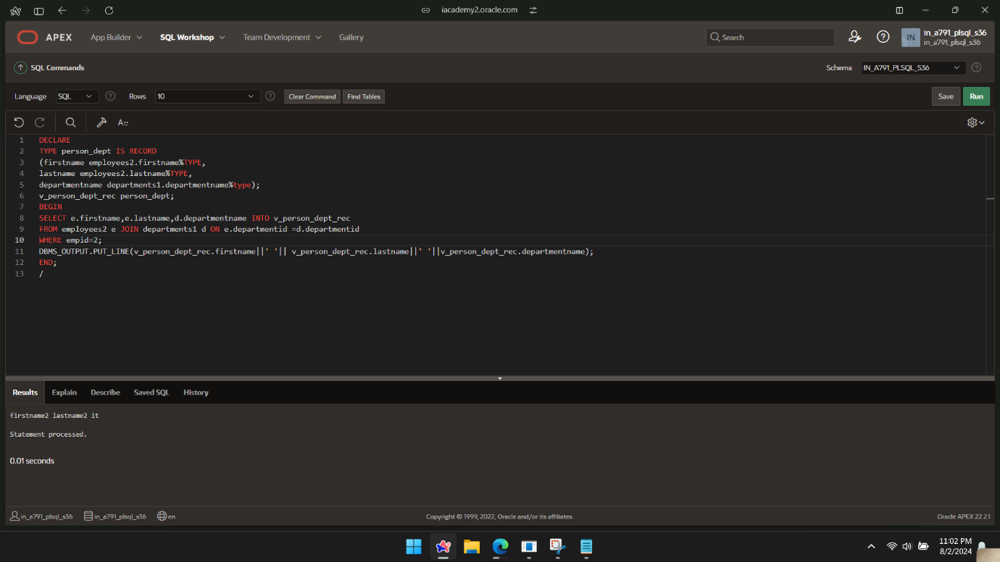 iacademy2.oracle.com
APEX App Builder SQL Workshop Team Development Gallery Search IN in_a791_plsql_s36
in_a791_plsql_s36
SQL Commands Schema IN_A791_PLSQL_S36
Language SQL Rows 10 Clear Command Find Tables Save Run
A::
1 DECLARE
2 TYPE person_dept IS RECORD
3 (firstname employees2.firstname%TYPE,
4 lastname employees2.lastname%TYPE,
5 departmentname departments1.departmentname%type);
6 v_person_dept_rec person_dept;
7 BEGIN
8 SELECT e.firstname,e.lastname,d.departmentname INTO v_person_dept_rec
9 FROM employees2 e JOIN departments1 d ON e.departmentid =d.departmentid
10 WHERE empid=2;
11 DBMS_OUTPUT.PUT_LINE(v_person_dept_rec.firstname||' '|| v_person_dept_rec.lastname||' '||v_person_dept_rec.departmentname);
12 END;
13 /
Results Explain Describe Saved SQL History
firstname2 lastname2 it
Statement processed.
0.01 seconds
in_a791_plsql_s36 in_a791_plsql_s36 en Copyright © 1999, 2022, Oracle and/or its affiliates. Oracle APEX 22.2.1
11:02 PM
8/2/2024